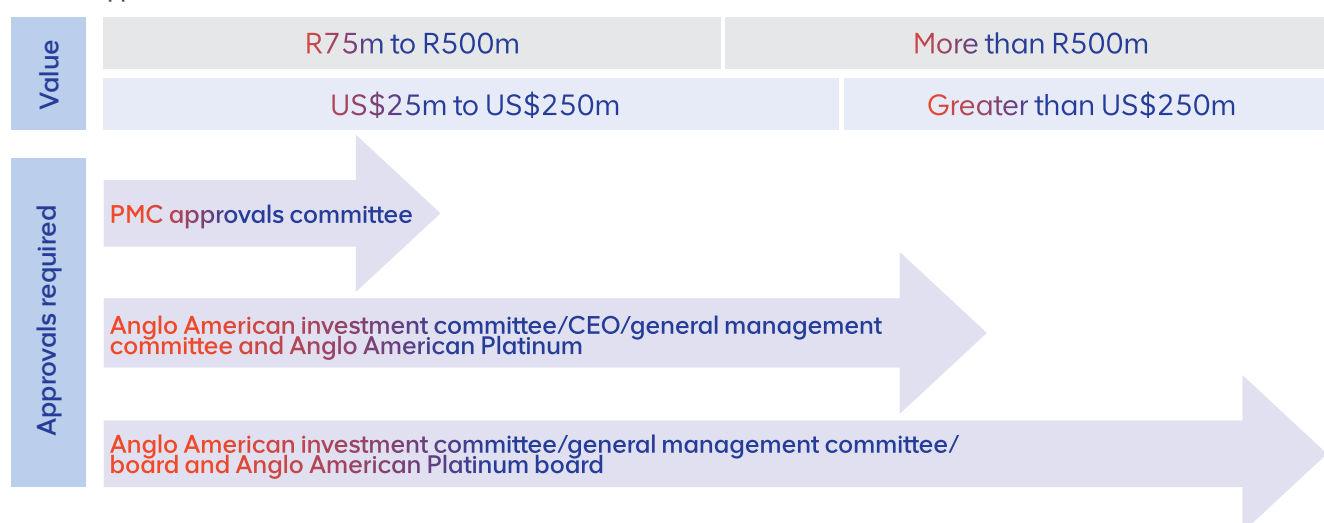 Value
R75m to R500m
More than R500m
US$25m to US$250m
Greater than US$250m
Approvals required
PMC approvals committee
Anglo American investment committee/CEO/general management
committee and Anglo American Platinum
Anglo American investment committee/general management committee/
board and Anglo American Platinum board